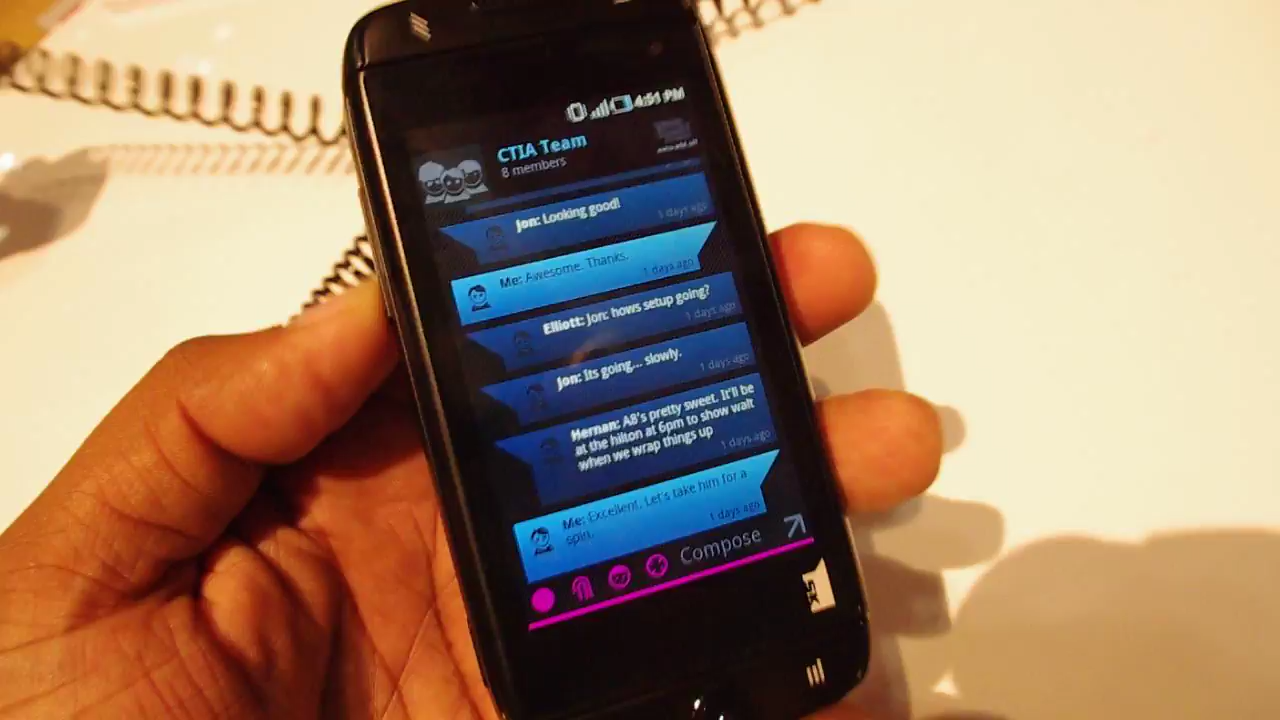 4:51 PM
CTIA Team
8 members
Jon: Looking good!
days ago
Me: Awesome. Thanks.
1 days ago
Elliott: Jon: hows setup going?
1 days ago
Jon: Its going... slowly.
1 days ago
Hernan: A8's pretty sweet. It'll be
at the hilton at 6pm to show walt
when we wrap things up
1 days ago
Me: Excellent. Let's take him for a
spin.
1 days ago
Compose